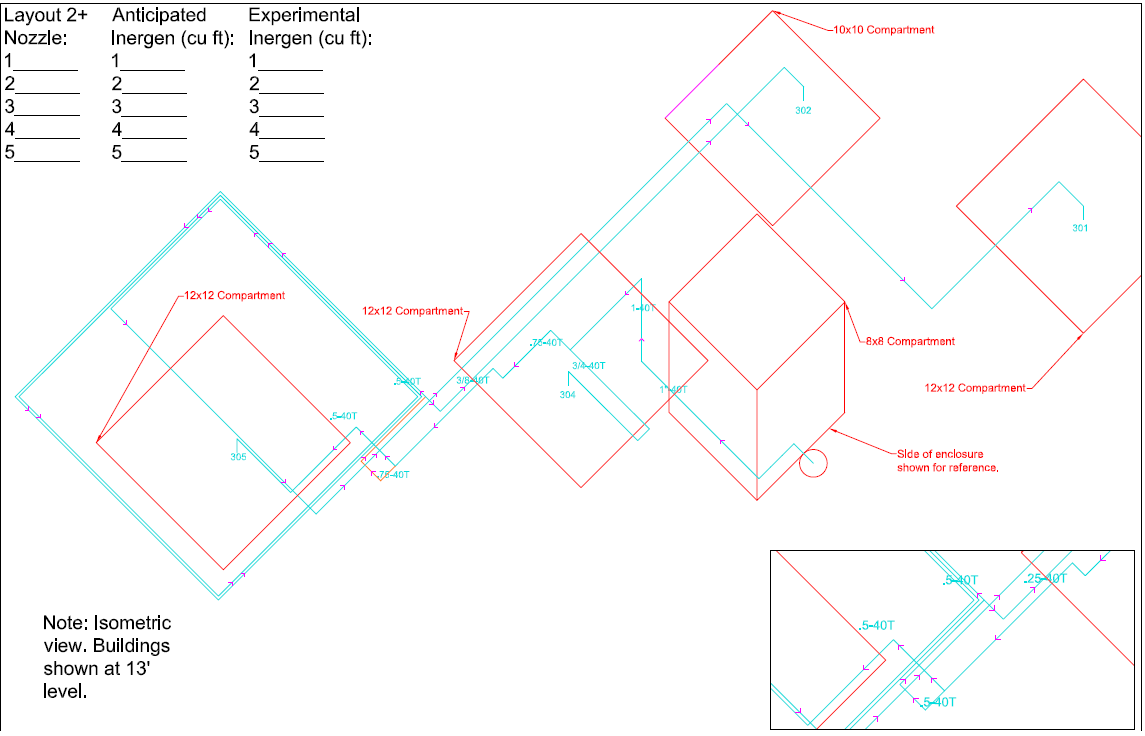 Layout 2+ Anticipated Experimental
Nozzle: Inergen (cu ft): Inergen (cu ft):
1 1 1
2 2 2
3 3 3
4 4 4
5 5 5
10x10 Compartment
302
301
12x12 Compartment
12x12 Compartment
1-40T
.75-40T
8x8 Compartment
3/4-40T
.5-40T
3/8-40T
304
1"-40T
12x12 Compartment
.5-40T
305
.75-40T
Side of enclosure
shown for reference.
Note: Isometric
view. Buildings
shown at 13'
level.
.5-40T
.25-40T
.5-40T
.5-40T